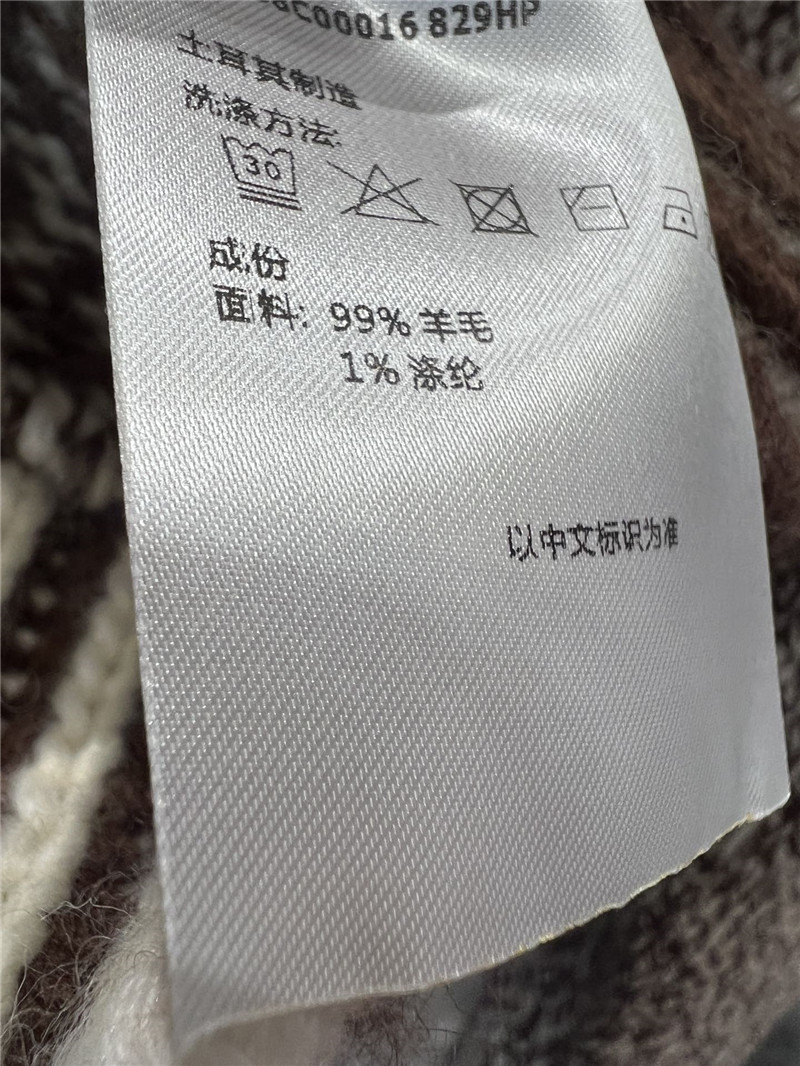 C00016 829HP
土耳其制造
洗涤方法:
30
成份
面料: 99% 羊毛
1% 涤纶
以中文标识为准